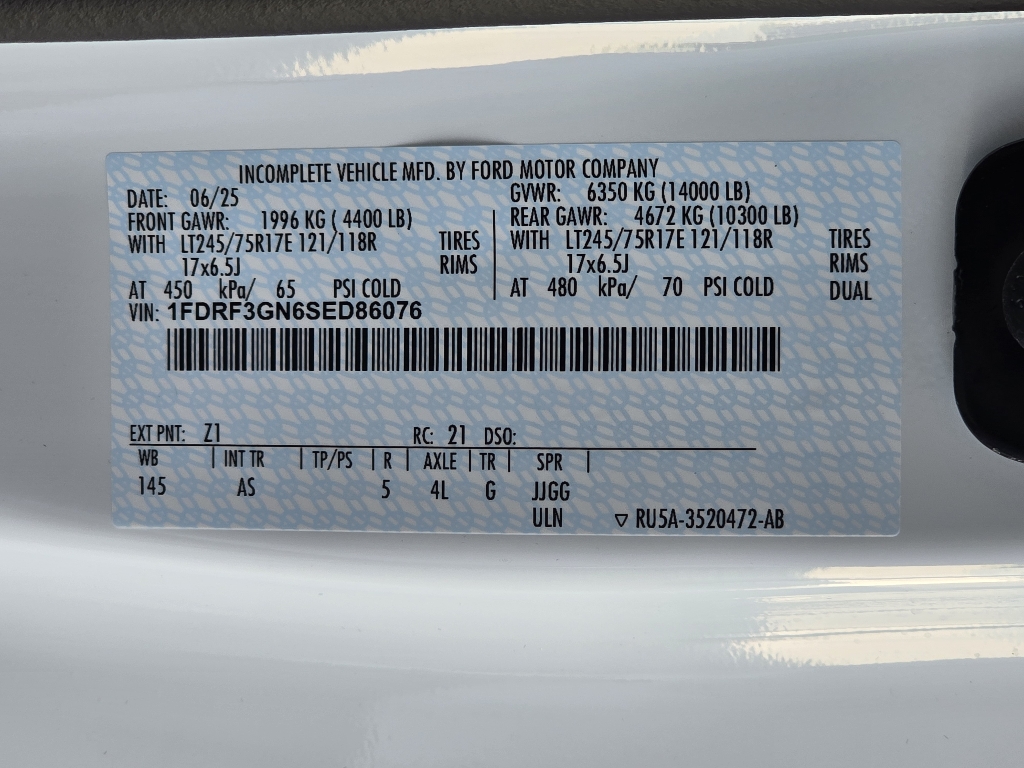 INCOMPLETE VEHICLE MFD. BY FORD MOTOR COMPANY
DATE: 06/25 GVWR: 6350 KG (14000 LB)
FRONT GAWR: 1996 KG ( 4400 LB) REAR GAWR: 4672 KG (10300 LB)
WITH LT245/75R17E 121/118R TIRES WITH LT245/75R17E 121/118R TIRES
17x6.5J RIMS 17x6.5J RIMS
AT 450 kPa/ 65 PSI COLD AT 480 kPa/ 70 PSI COLD DUAL
VIN: 1FDRF3GN6SED86076
EXT PNT: Z1 RC: 21 DSO:
WB | INT TR | TP/PS | R | AXLE | TR | SPR |
145 AS 5 4L G JJGG
ULN ▽ RU5A-3520472-AB